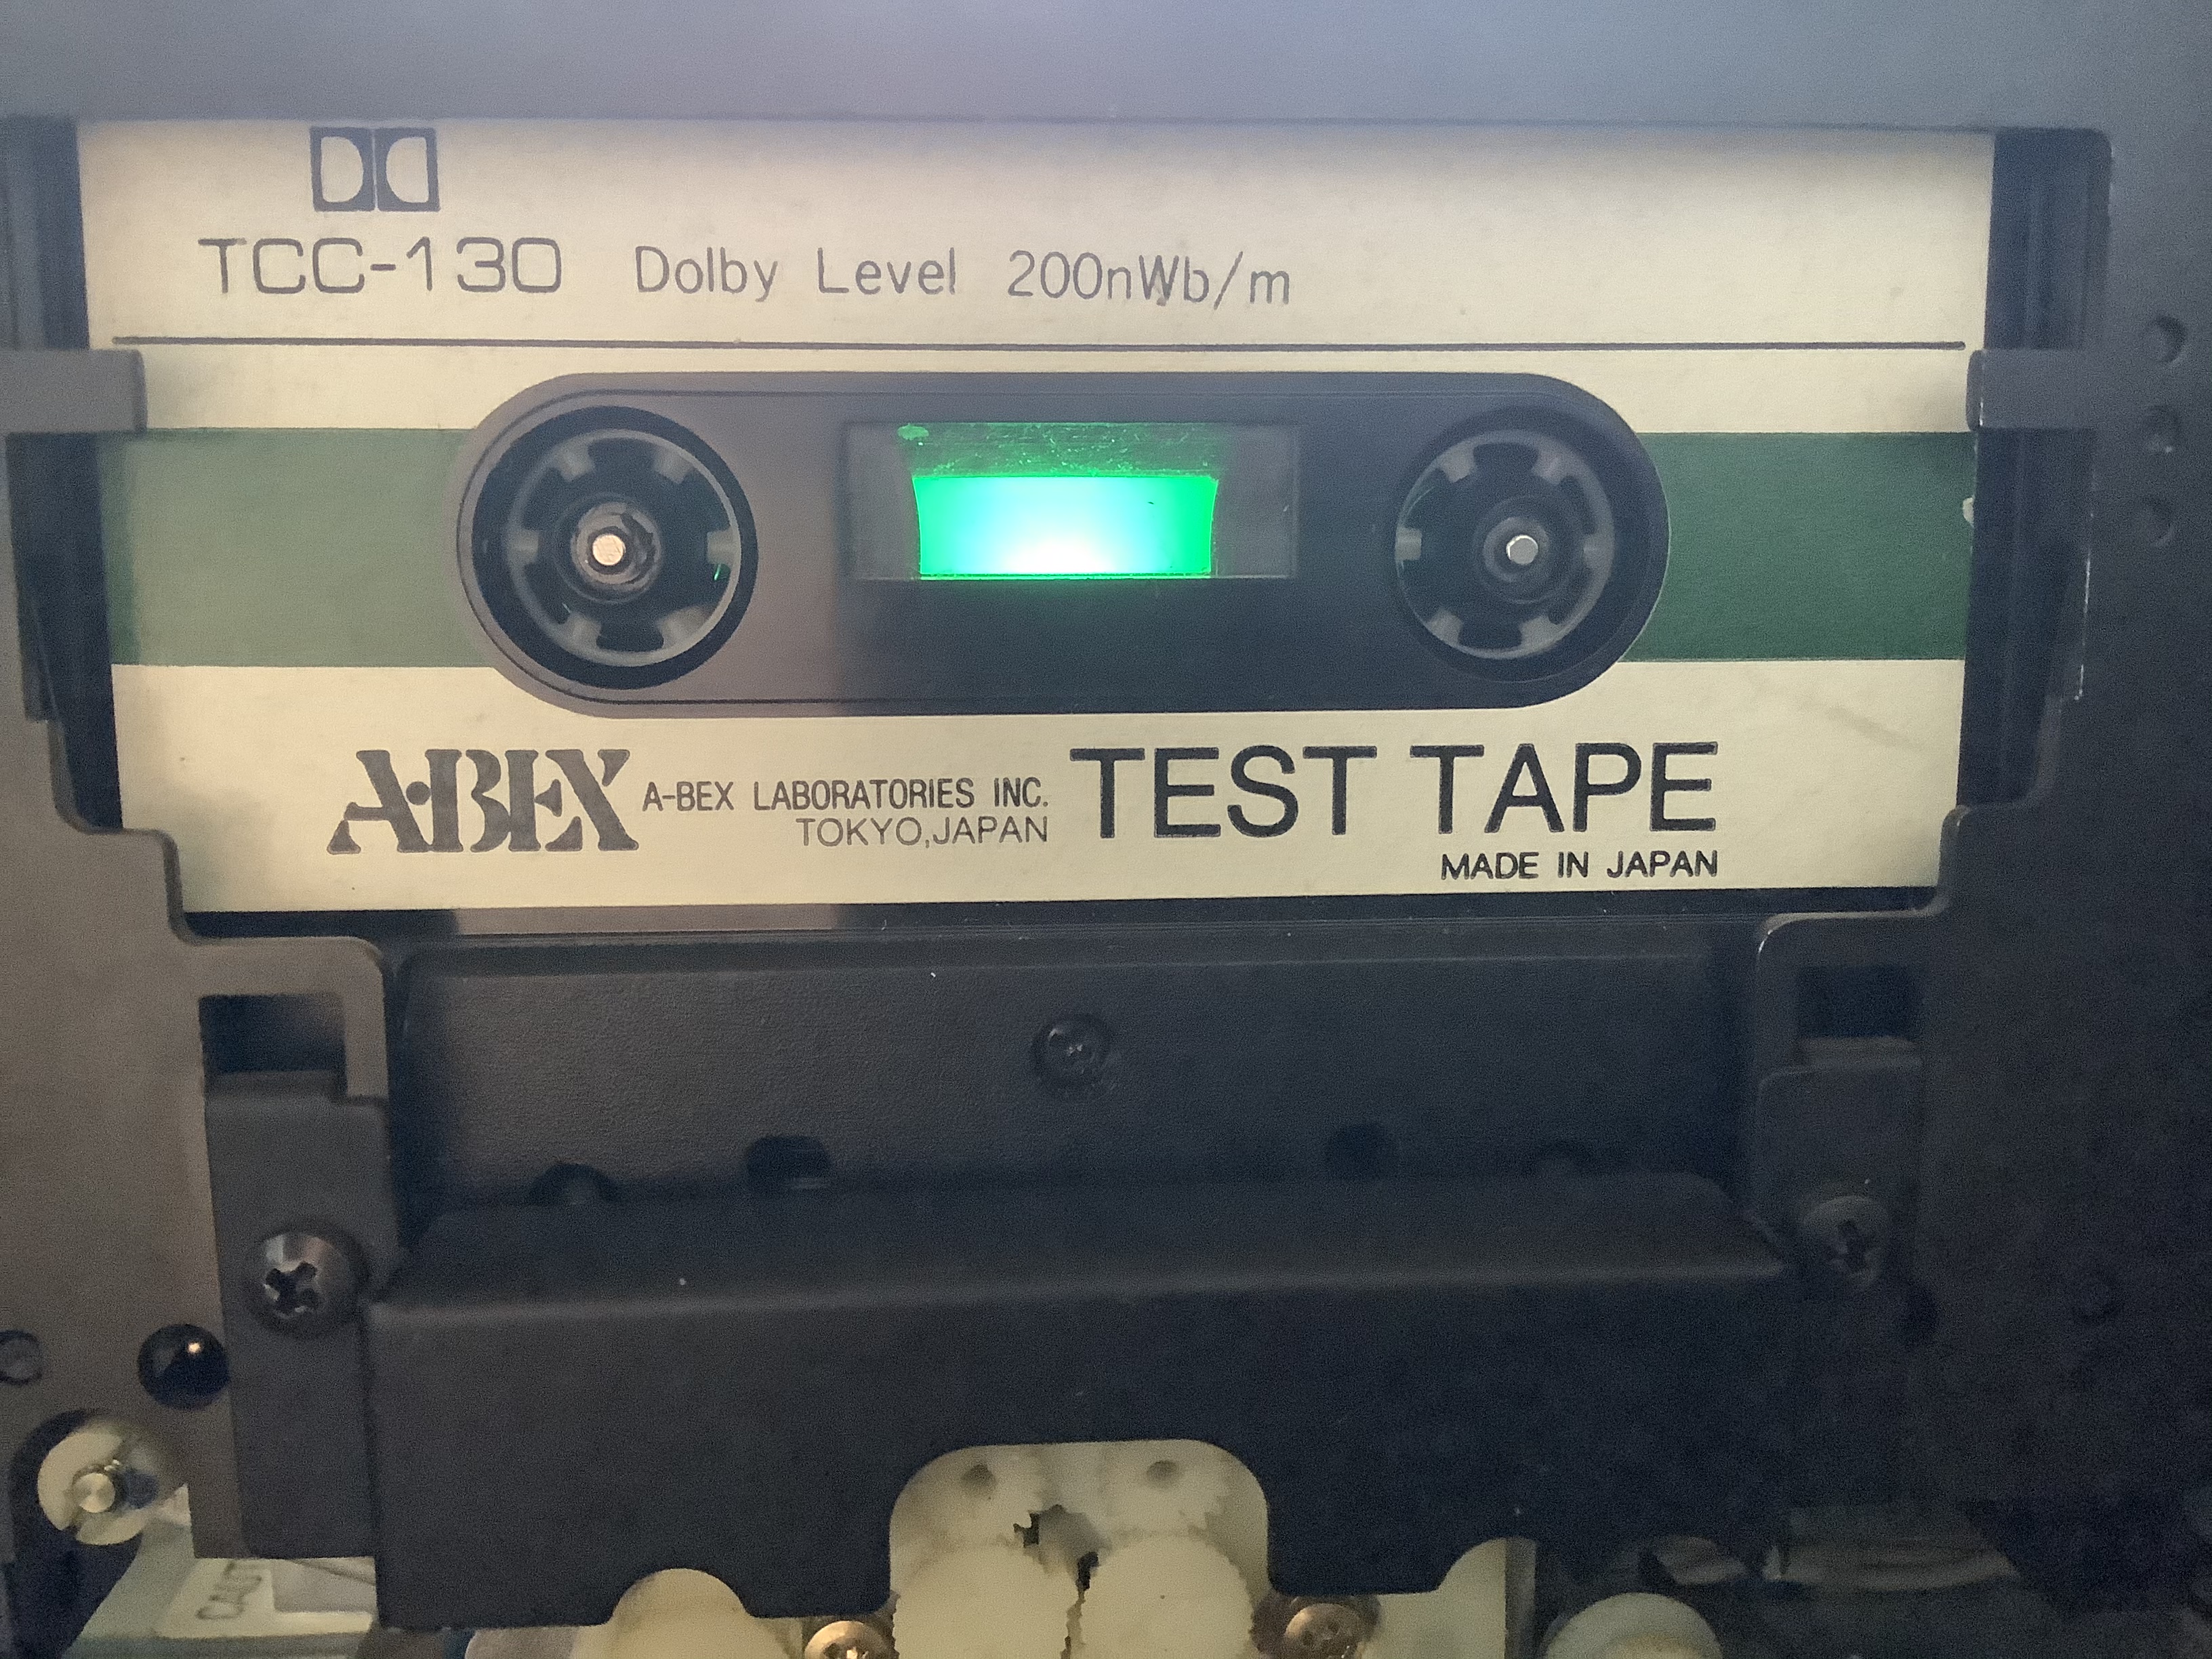 TCC-130 Dolby Level 200nWb/m
A·BEX A-BEX LABORATORIES INC. TEST TAPE
TOKYO,JAPAN
MADE IN JAPAN